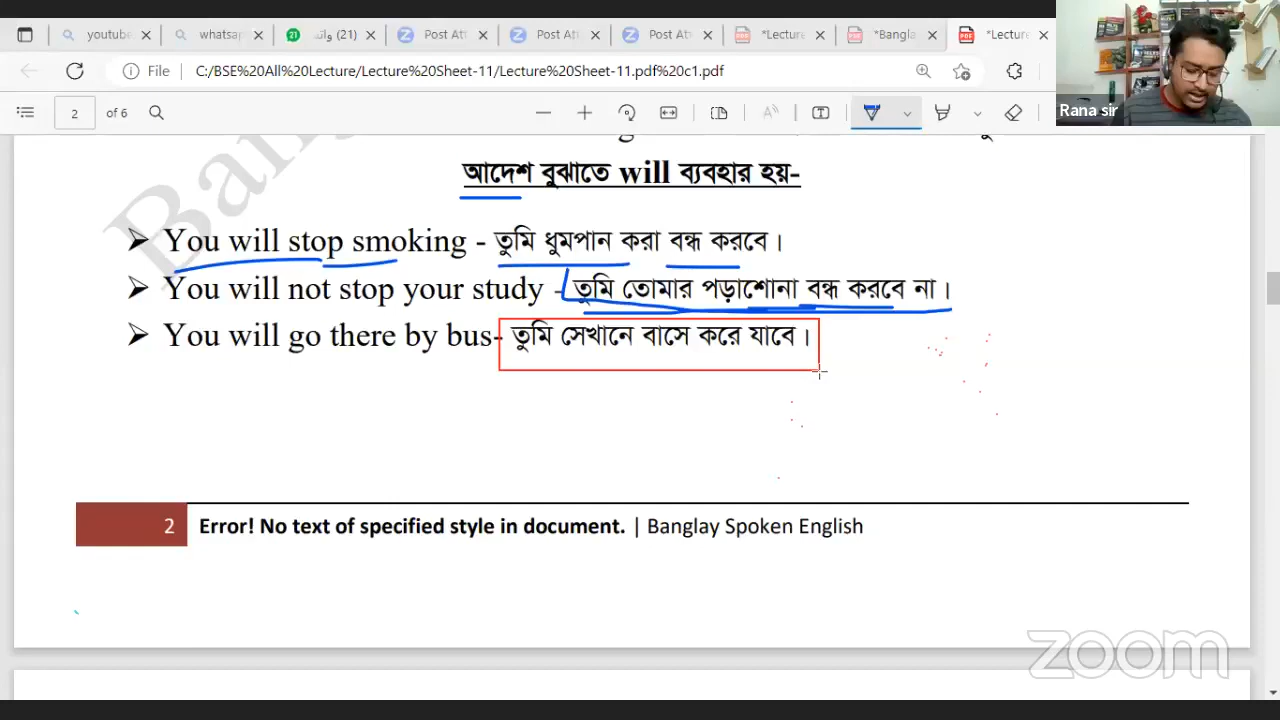 youtube
whatsap
(21) وات
Post Att
Post Att
Post Att
*Lecture
*Bangla
*Lecture
File
C:/BSE%20All%20Lecture/Lecture%20Sheet-11/Lecture%20Sheet-11.pdf%20c1.pdf
2 of 6
Rana sir
আদেশ বুঝাতে will ব্যবহার হয়-
You will stop smoking - তুমি ধুমপান করা বন্ধ করবে।
You will not stop your study - তুমি তোমার পড়াশোনা বন্ধ করবে না।
You will go there by bus- তুমি সেখানে বাসে করে যাবে।
2 Error! No text of specified style in document. | Banglay Spoken English
zoom